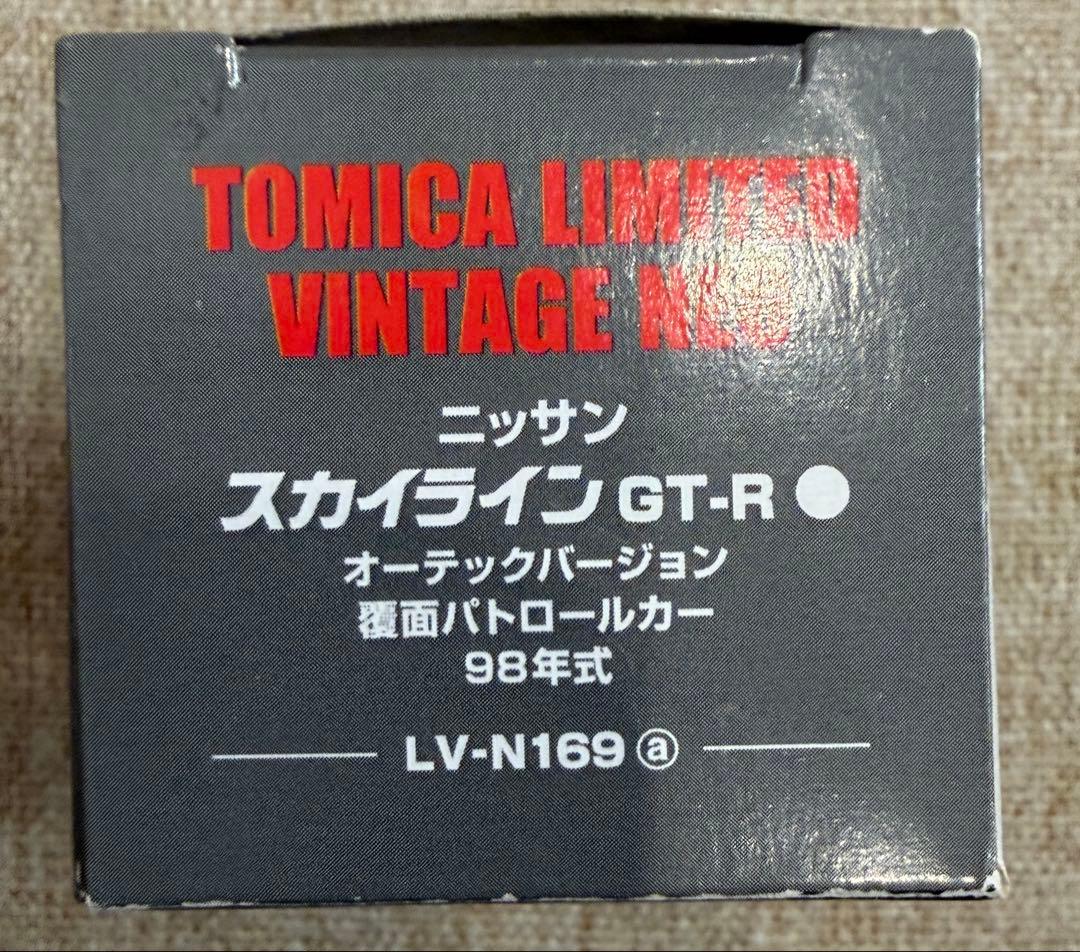 TOMICA LIMITED
VINTAGE NEO
ニッサン
スカイライン GT-R
オーテックバージョン
覆面パトロールカー
98年式
LV-N169 ⓐ